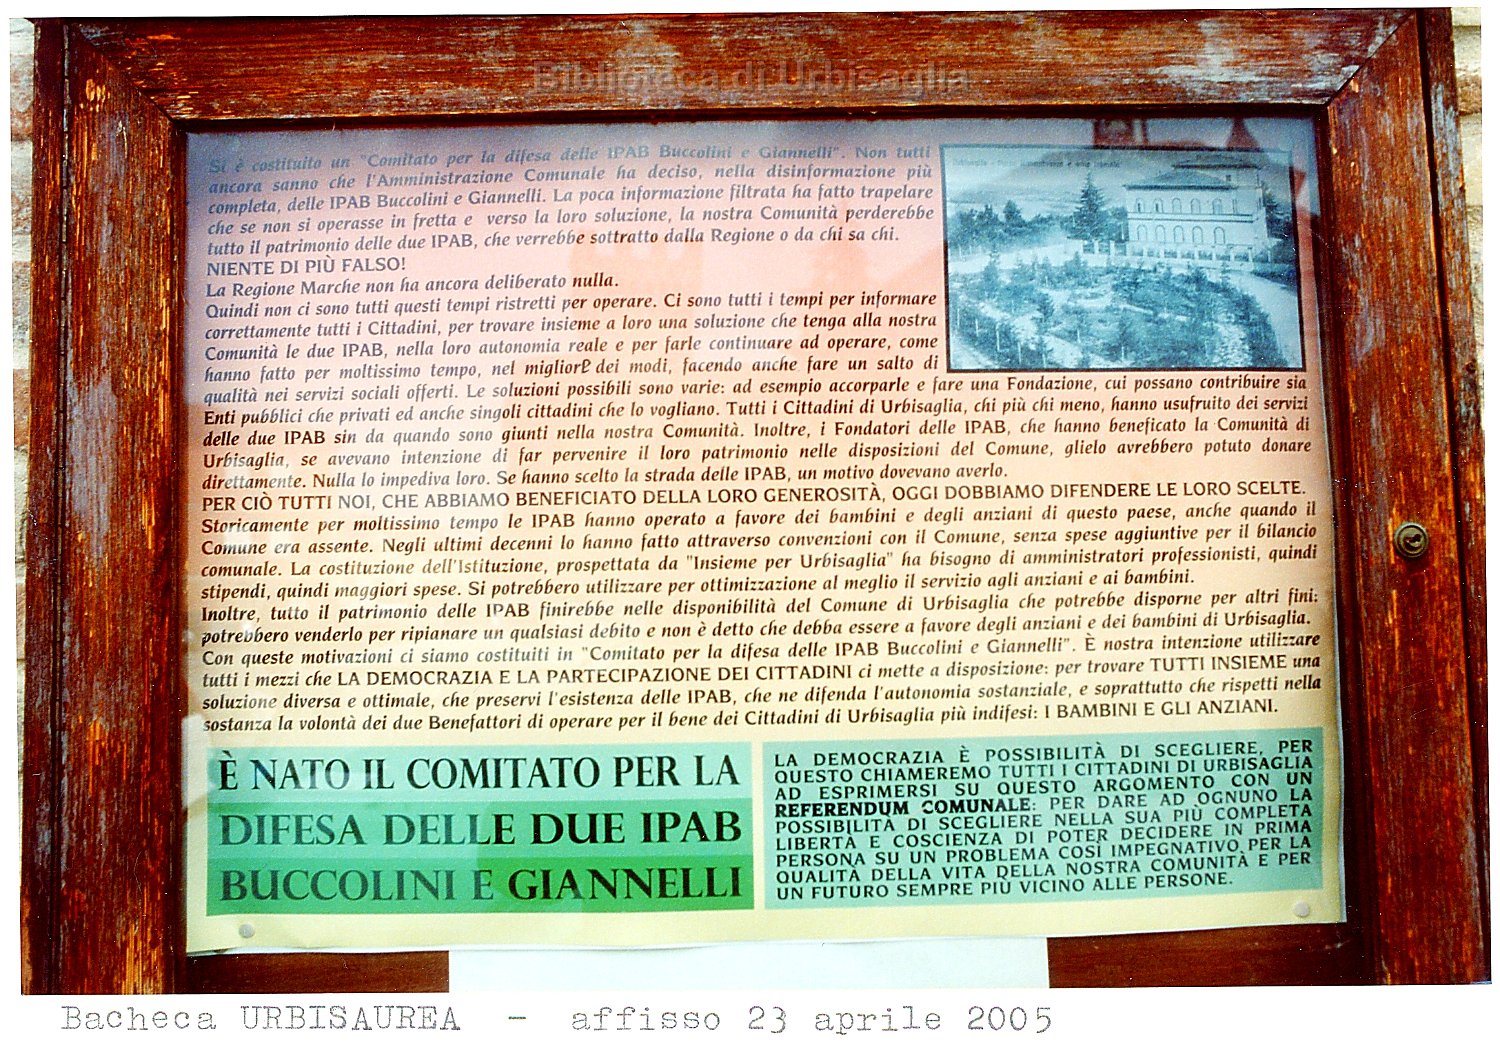 Biblioteca di Urbisaglia
Si è costituito un "Comitato per la difesa delle IPAB Buccolini e Giannelli". Non tutti
ancora sanno che l'Amministrazione Comunale ha deciso, nella disinformazione più
completa, delle IPAB Buccolini e Giannelli. La poca informazione filtrata ha fatto trapelare
che se non si operasse in fretta e verso la loro soluzione, la nostra Comunità perderebbe
tutto il patrimonio delle due IPAB, che verrebbe sottratto dalla Regione o da chi sa chi.
NIENTE DI PIÙ FALSO!
La Regione Marche non ha ancora deliberato nulla.
Quindi non ci sono tutti questi tempi ristretti per operare. Ci sono tutti i tempi per informare
correttamente tutti i Cittadini, per trovare insieme a loro una soluzione che tenga alla nostra
Comunità le due IPAB, nella loro autonomia reale e per farle continuare ad operare, come
hanno fatto per moltissimo tempo, nel migliore dei modi, facendo anche fare un salto di
qualità nei servizi sociali offerti. Le soluzioni possibili sono varie: ad esempio accorparle e fare una Fondazione, cui possano contribuire sia
Enti pubblici che privati ed anche singoli cittadini che lo vogliano. Tutti i Cittadini di Urbisaglia, chi più chi meno, hanno usufruito dei servizi
delle due IPAB sin da quando sono giunti nella nostra Comunità. Inoltre, i Fondatori delle IPAB, che hanno beneficato la Comunità di
Urbisaglia, se avevano intenzione di far pervenire il loro patrimonio nelle disposizioni del Comune, glielo avrebbero potuto donare
direttamente. Nulla lo impediva loro. Se hanno scelto la strada delle IPAB, un motivo dovevano averlo.
PER CIÒ TUTTI NOI, CHE ABBIAMO BENEFICIATO DELLA LORO GENEROSITÀ, OGGI DOBBIAMO DIFENDERE LE LORO SCELTE.
Storicamente per moltissimo tempo le IPAB hanno operato a favore dei bambini e degli anziani di questo paese, anche quando il
Comune era assente. Negli ultimi decenni lo hanno fatto attraverso convenzioni con il Comune, senza spese aggiuntive per il bilancio
comunale. La costituzione dell'Istituzione, prospettata da "Insieme per Urbisaglia" ha bisogno di amministratori professionisti, quindi
stipendi, quindi maggiori spese. Si potrebbero utilizzare per ottimizzazione al meglio il servizio agli anziani e ai bambini.
Inoltre, tutto il patrimonio delle IPAB finirebbe nelle disponibilità del Comune di Urbisaglia che potrebbe disporne per altri fini:
potrebbero venderlo per ripianare un qualsiasi debito e non è detto che debba essere a favore degli anziani e dei bambini di Urbisaglia.
Con queste motivazioni ci siamo costituiti in "Comitato per la difesa delle IPAB Buccolini e Giannelli". È nostra intenzione utilizzare
tutti i mezzi che LA DEMOCRAZIA E LA PARTECIPAZIONE DEI CITTADINI ci mette a disposizione: per trovare TUTTI INSIEME una
soluzione diversa e ottimale, che preservi l'esistenza delle IPAB, che ne difenda l'autonomia sostanziale, e soprattutto che rispetti nella
sostanza la volontà dei due Benefattori di operare per il bene dei Cittadini di Urbisaglia più indifesi: I BAMBINI E GLI ANZIANI.
È NATO IL COMITATO PER LA
DIFESA DELLE DUE IPAB
BUCCOLINI E GIANNELLI
LA DEMOCRAZIA È POSSIBILITÀ DI SCEGLIERE, PER
QUESTO CHIAMEREMO TUTTI I CITTADINI DI URBISAGLIA
AD ESPRIMERSI SU QUESTO ARGOMENTO CON UN
REFERENDUM COMUNALE: PER DARE AD OGNUNO LA
POSSIBILITÀ DI SCEGLIERE NELLA SUA PIÙ COMPLETA
LIBERTÀ E COSCIENZA DI POTER DECIDERE IN PRIMA
PERSONA SU UN PROBLEMA COSÌ IMPEGNATIVO PER LA
QUALITÀ DELLA VITA DELLA NOSTRA COMUNITÀ E PER
UN FUTURO SEMPRE PIÙ VICINO ALLE PERSONE.
Bacheca URBISAUREA - affisso 23 aprile 2005